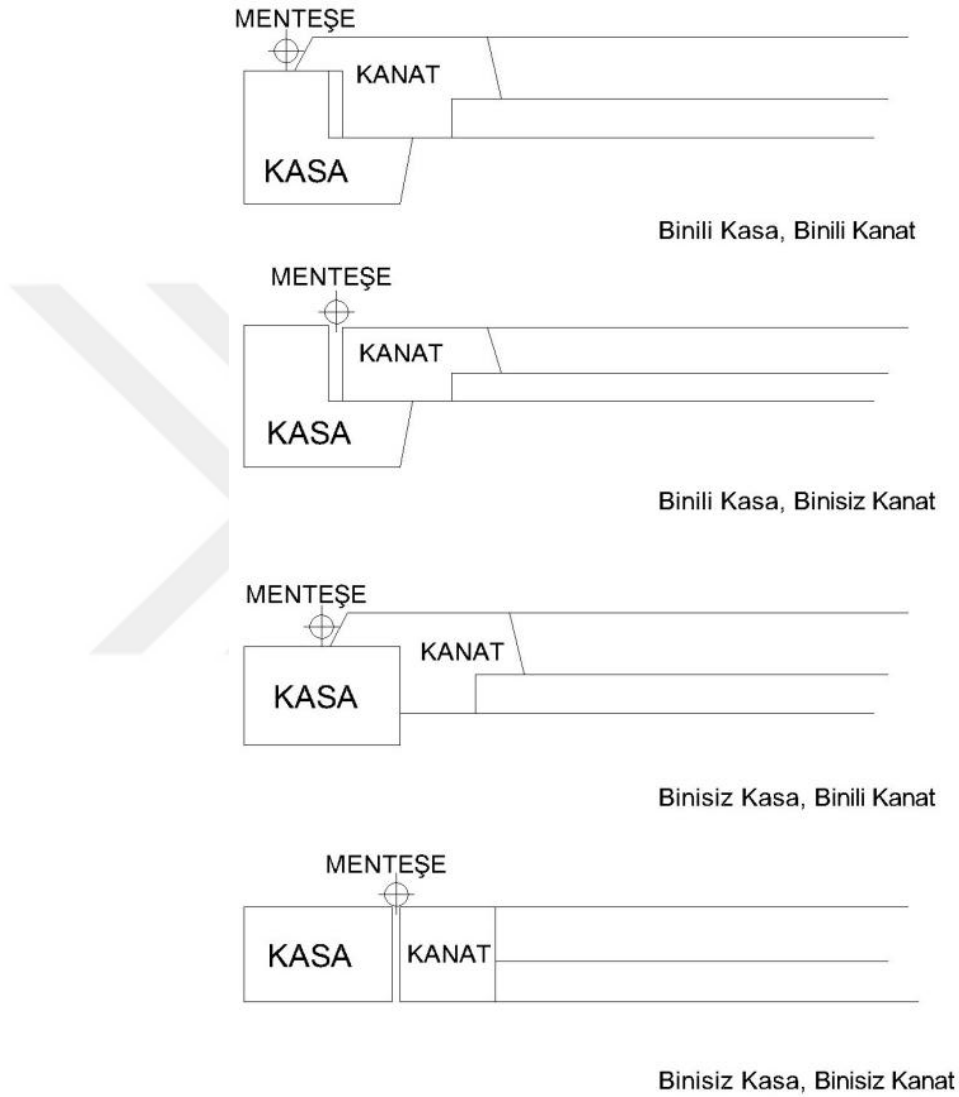 MENTEŞE
KANAT
KASA
Binili Kasa, Binili Kanat
MENTEŞE
KANAT
KASA
Binili Kasa, Binisiz Kanat
MENTEŞE
KANAT
KASA
Binisiz Kasa, Binili Kanat
MENTEŞE
KASA KANAT
Binisiz Kasa, Binisiz Kanat